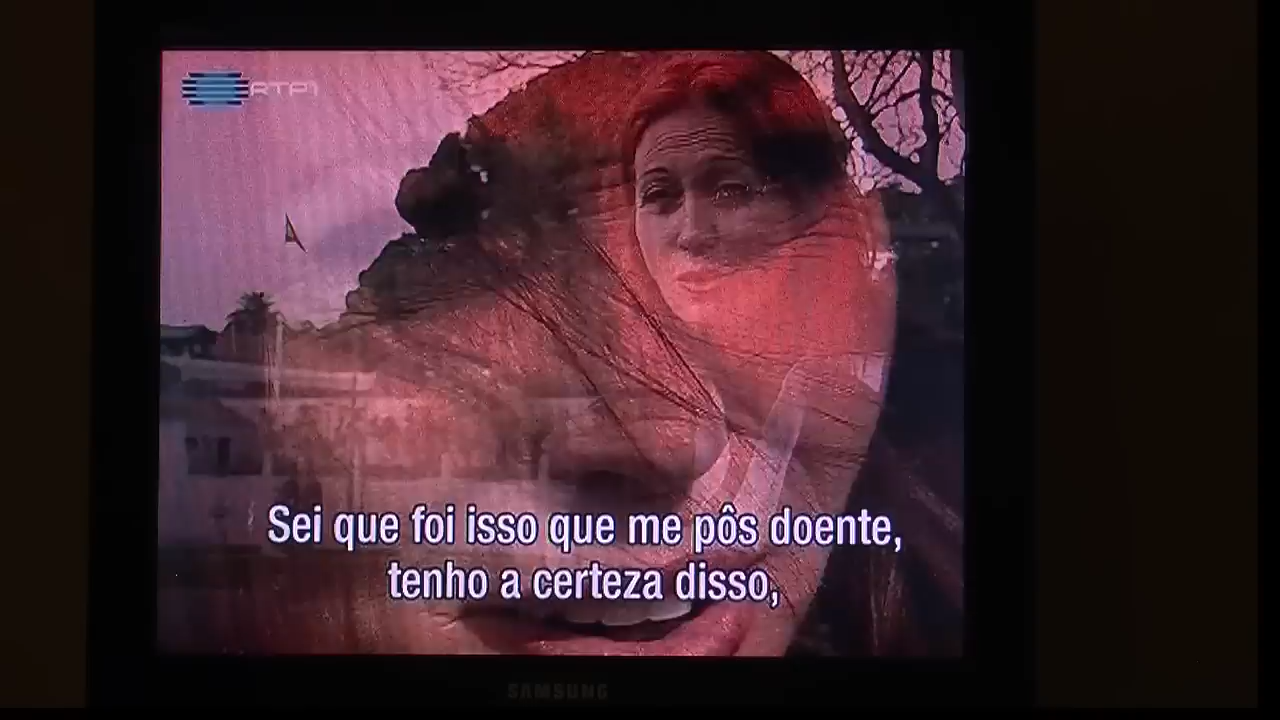 RTP1
Sei que foi isso que me pôs doente,
tenho a certeza disso,
SAMSUNG